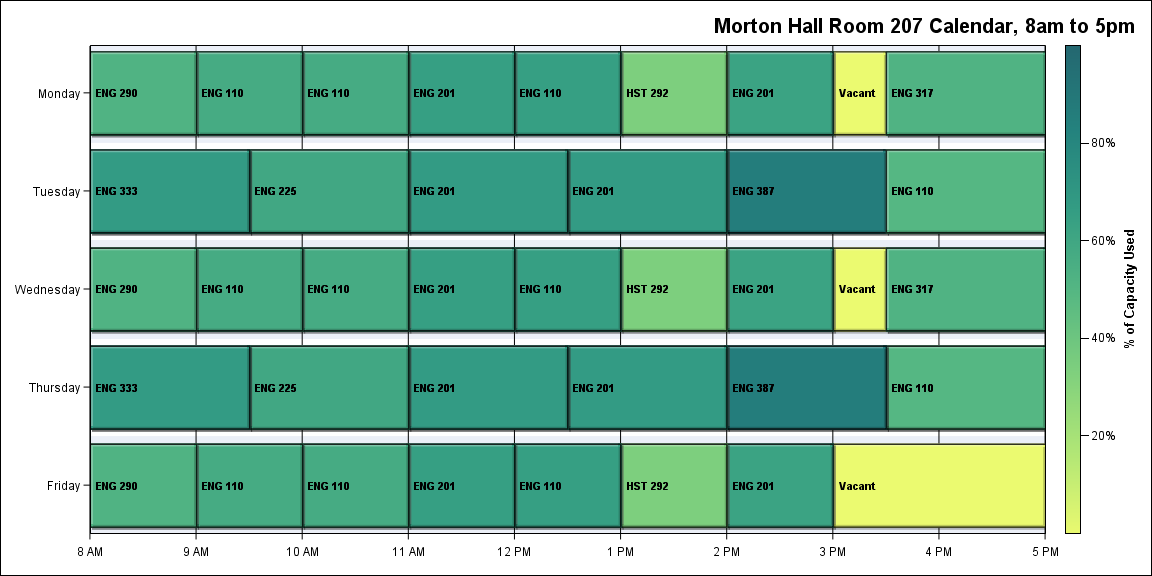 Morton Hall Room 207 Calendar, 8am to 5pm
Monday
ENG 290
ENG 110
ENG 110
ENG 201
ENG 110
HST 292
ENG 201
Vacant
ENG 317
Tuesday
ENG 333
ENG 225
ENG 201
ENG 201
ENG 387
ENG 110
Wednesday
ENG 290
ENG 110
ENG 110
ENG 201
ENG 110
HST 292
ENG 201
Vacant
ENG 317
Thursday
ENG 333
ENG 225
ENG 201
ENG 201
ENG 387
ENG 110
Friday
ENG 290
ENG 110
ENG 110
ENG 201
ENG 110
HST 292
ENG 201
Vacant
8 AM
9 AM
10 AM
11 AM
12 PM
1 PM
2 PM
3 PM
4 PM
5 PM
80%
60%
40%
20%
% of Capacity Used